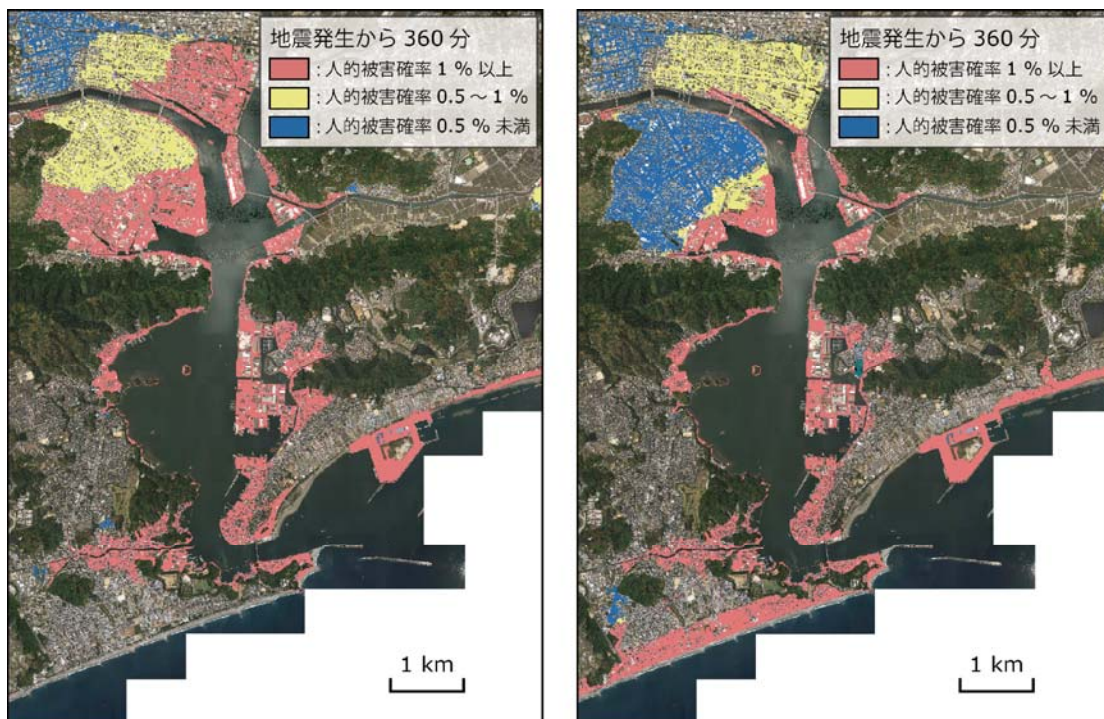 地震発生から 360 分
: 人的被害確率 1 % 以上
: 人的被害確率 0.5 ～ 1 %
: 人的被害確率 0.5 % 未満
1 km
地震発生から 360 分
: 人的被害確率 1 % 以上
: 人的被害確率 0.5 ～ 1 %
: 人的被害確率 0.5 % 未満
1 km